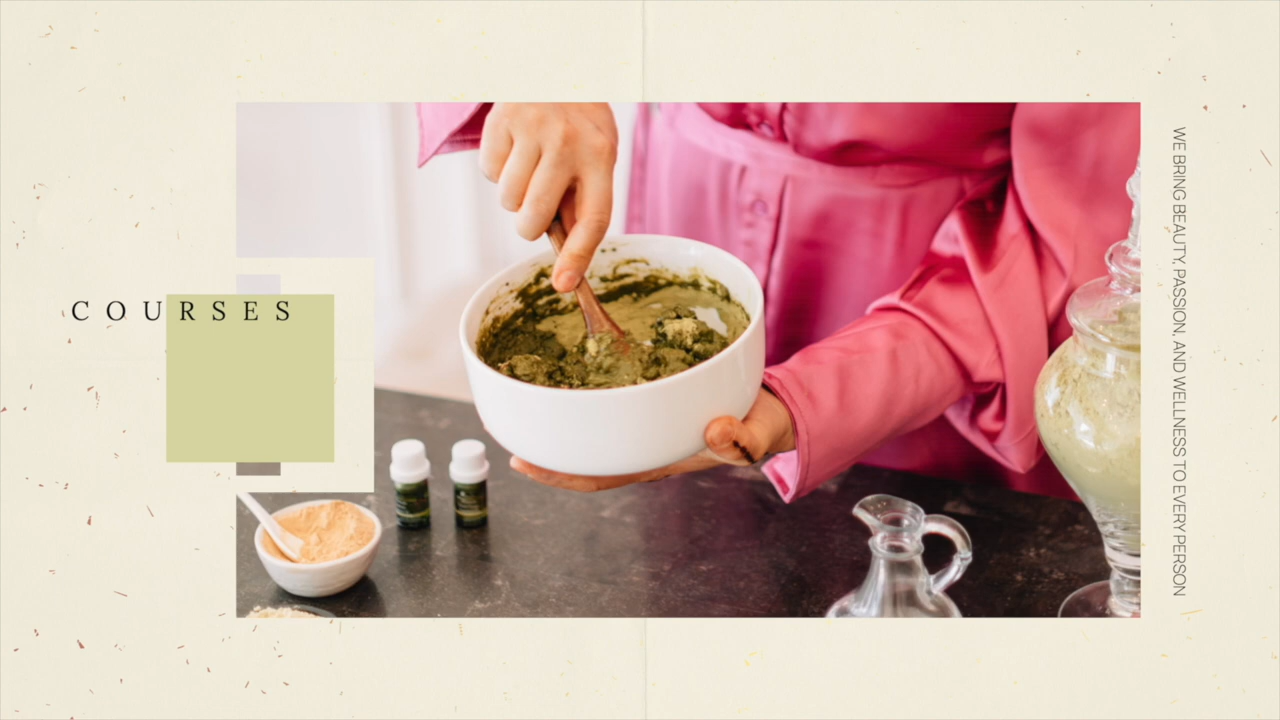 COURSES
WE BRING BEAUTY, PASSION, AND WELLNESS TO EVERY PERSON